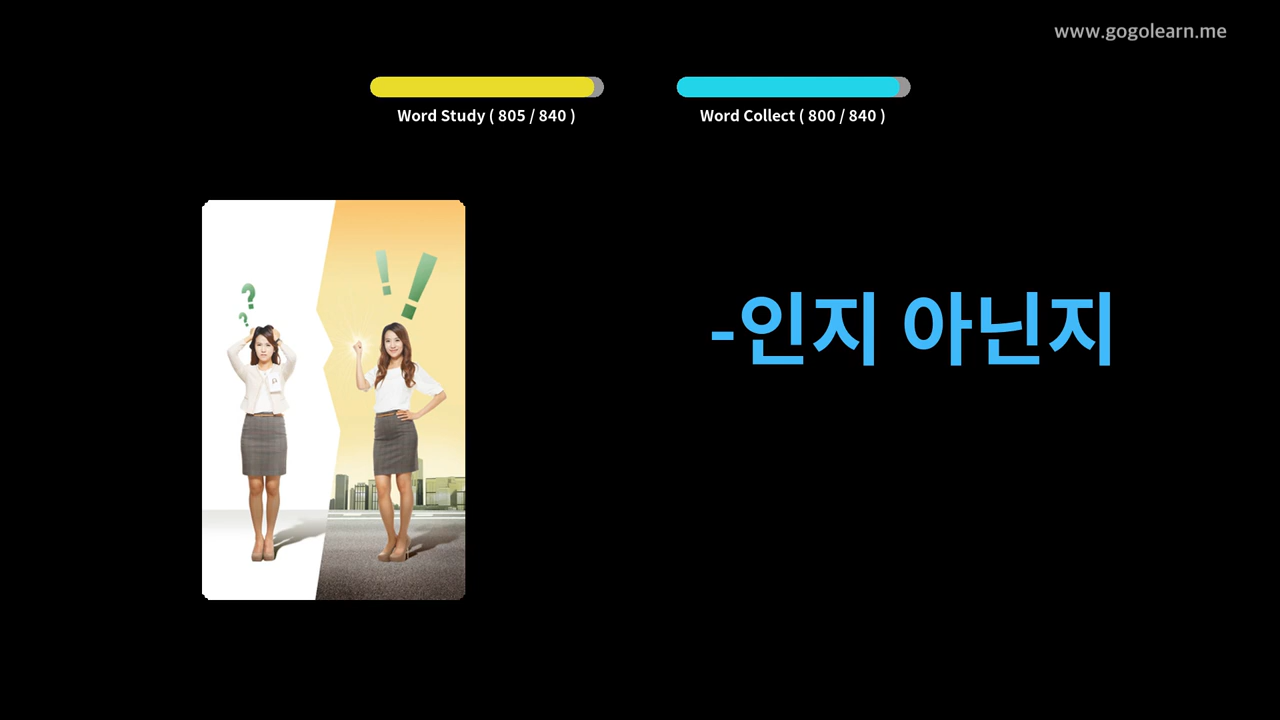 www.gogolearn.me
Word Study ( 805 / 840 )
Word Collect ( 800 / 840 )
? ! !
?
-인지 아닌지